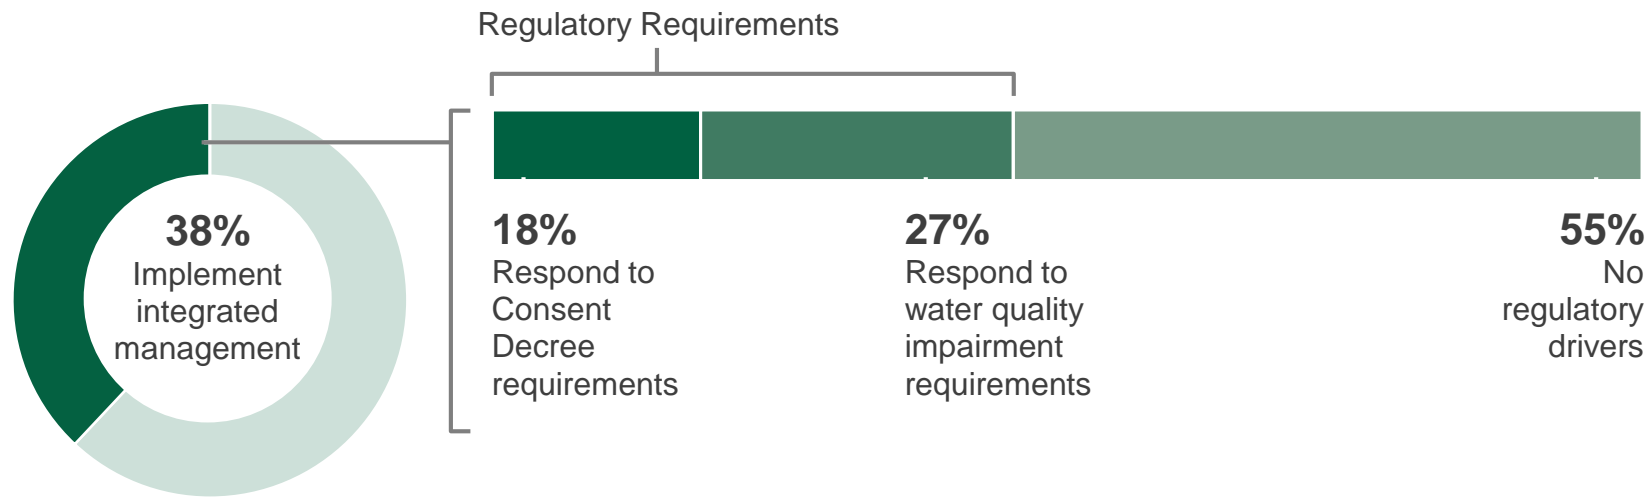 Regulatory Requirements
38%
Implement
integrated
management
18%
Respond to
Consent
Decree
requirements
27%
Respond to
water quality
impairment
requirements
55%
No
regulatory
drivers